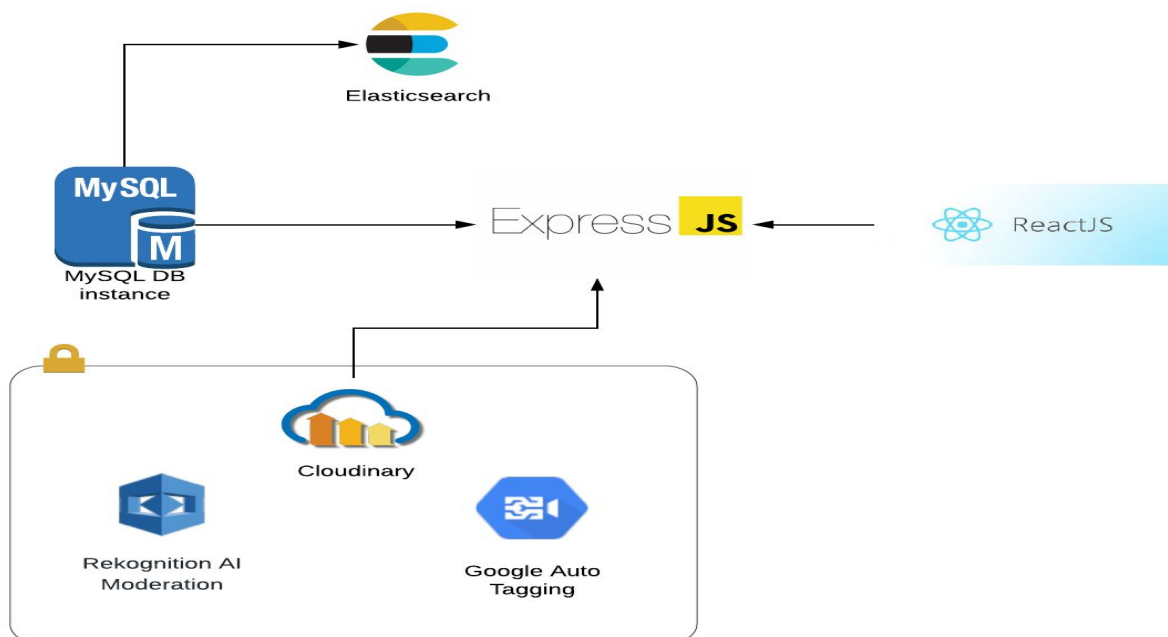 Elasticsearch
MySQL
M
MySQL DB
instance
Express JS
ReactJS
Cloudinary
Rekognition AI
Moderation
Google Auto
Tagging